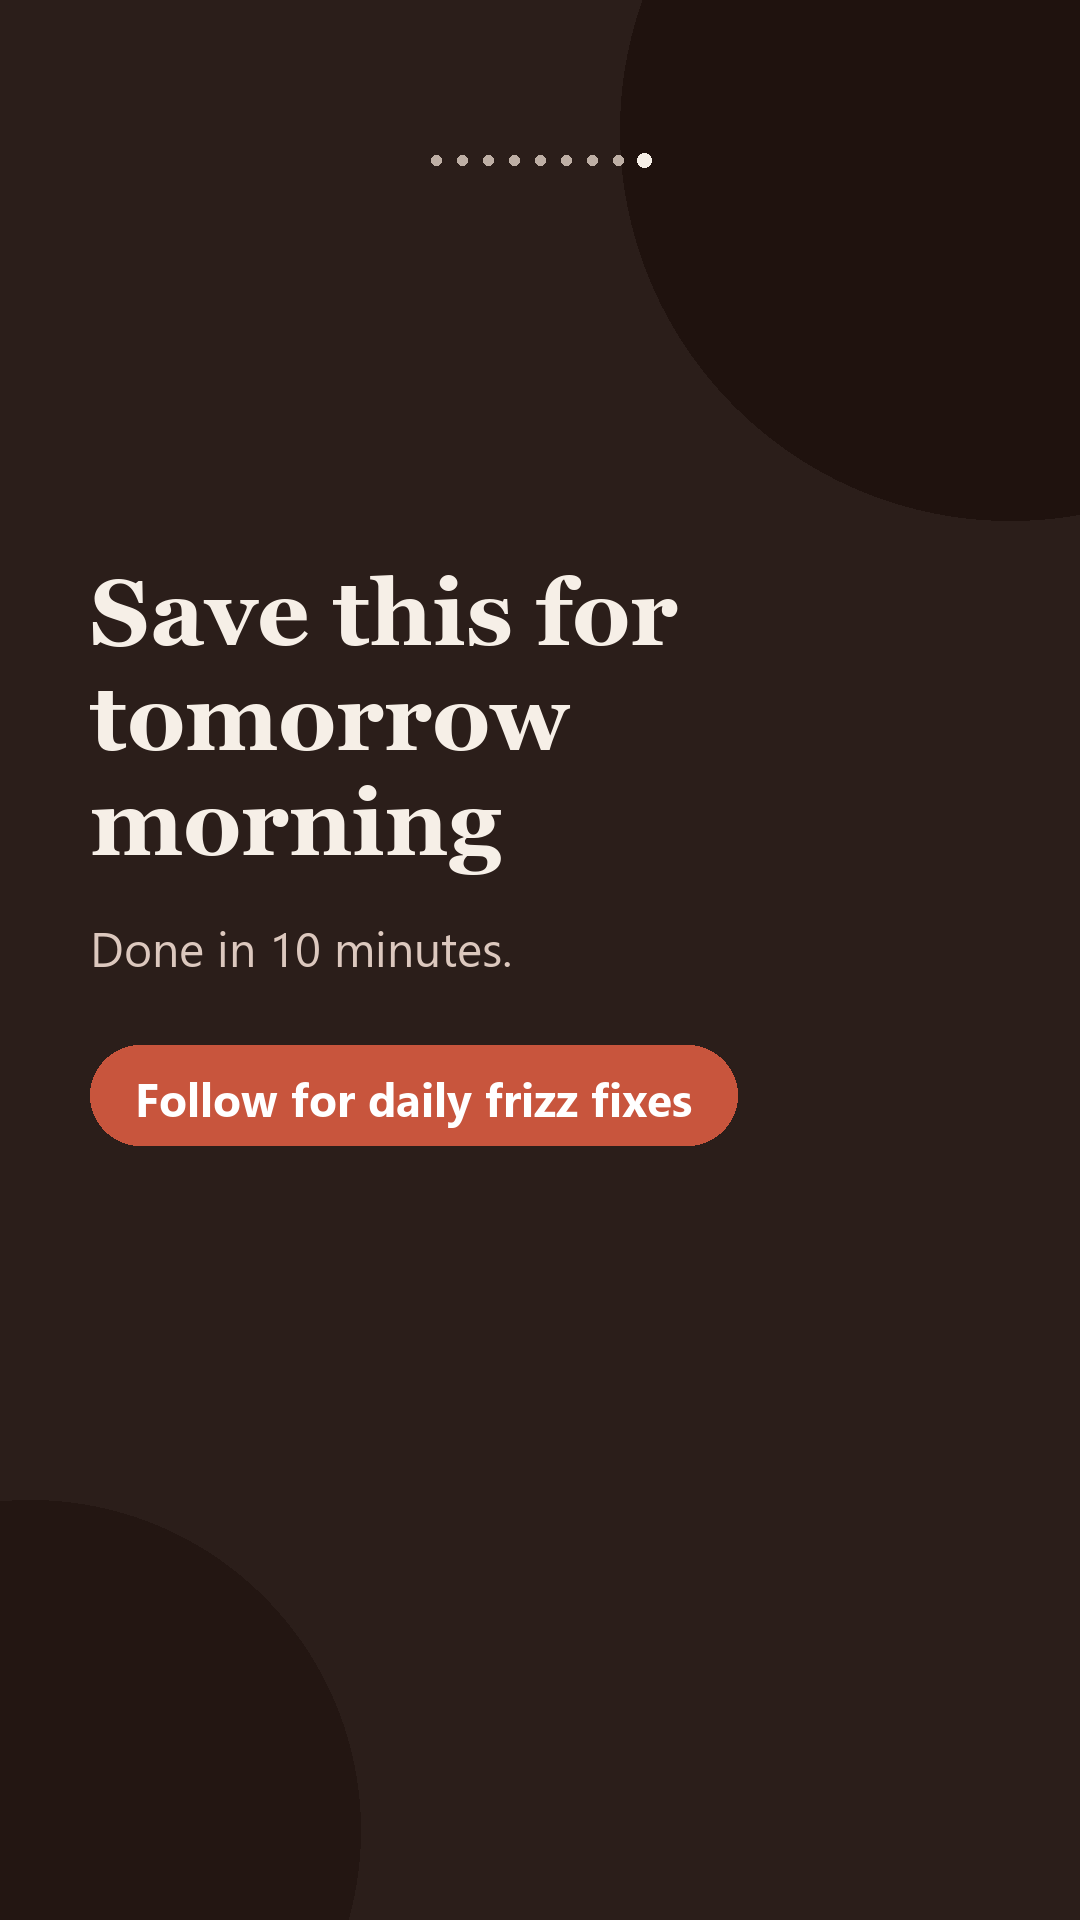 Save this for
tomorrow
morning
Done in 10 minutes.
Follow for daily frizz fixes